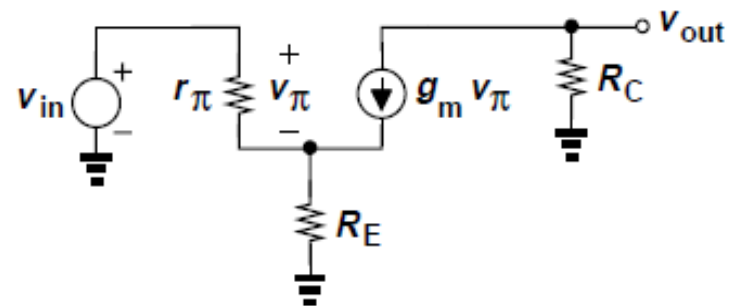 v_out
+
+
v_in
r_π
v_π
g_m v_π
R_C
−
−
R_E